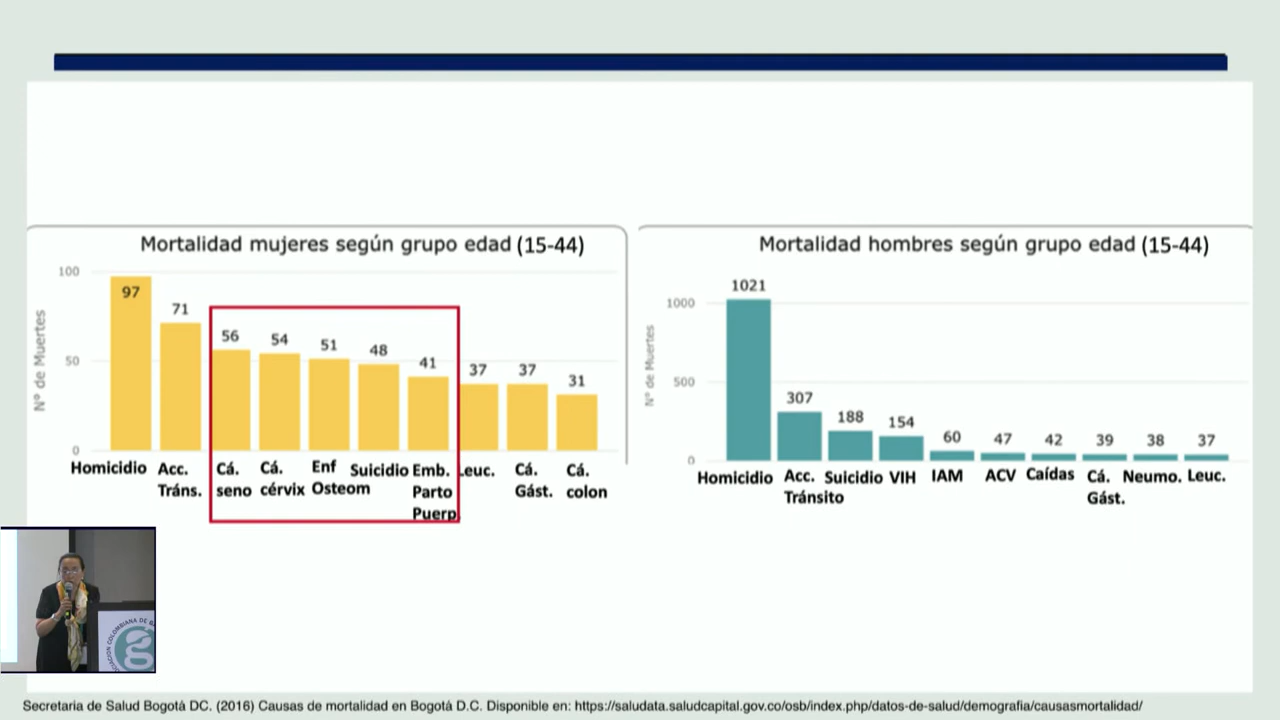 Mortalidad mujeres según grupo edad (15-44)
Nº de Muertes
100
50
0
97
71
56
54
51
48
41
37
37
31
Homicidio
Acc.
Tráns.
Cá.
seno
Cá.
cérvix
Enf
Osteom
Suicidio
Emb.
Parto
Puerp.
Leuc.
Cá.
Gást.
Cá.
colon
Mortalidad hombres según grupo edad (15-44)
Nº de Muertes
1000
500
0
1021
307
188
154
60
47
42
39
38
37
Homicidio
Acc.
Tránsito
Suicidio
VIH
IAM
ACV
Caídas
Cá.
Gást.
Neumo.
Leuc.
COLOMBIANA DE
Secretaria de Salud Bogotá DC. (2016) Causas de mortalidad en Bogotá D.C. Disponible en: https://saludata.saludcapital.gov.co/osb/index.php/datos-de-salud/demografia/causasmortalidad/